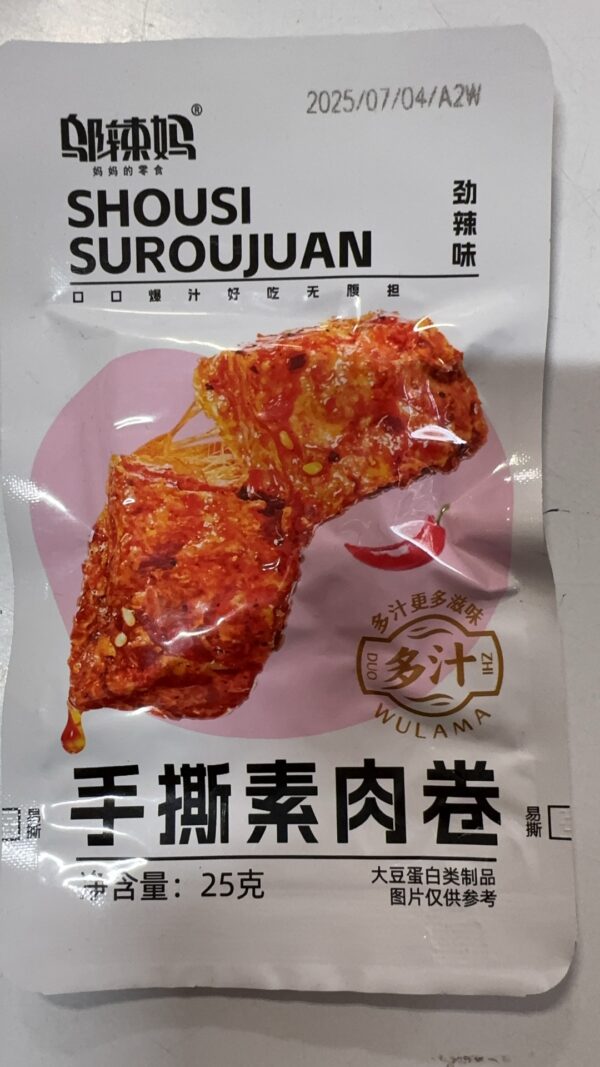 2025/07/04/A2W
邬辣妈®
妈妈的零食
SHOUSI
SUROUJUAN
劲辣味
口口爆汁好吃无腹担
多汁更多滋味
DUO 多汁 ZHI
WULAMA
手撕素肉卷
易撕
净含量：25克
大豆蛋白类制品
图片仅供参考